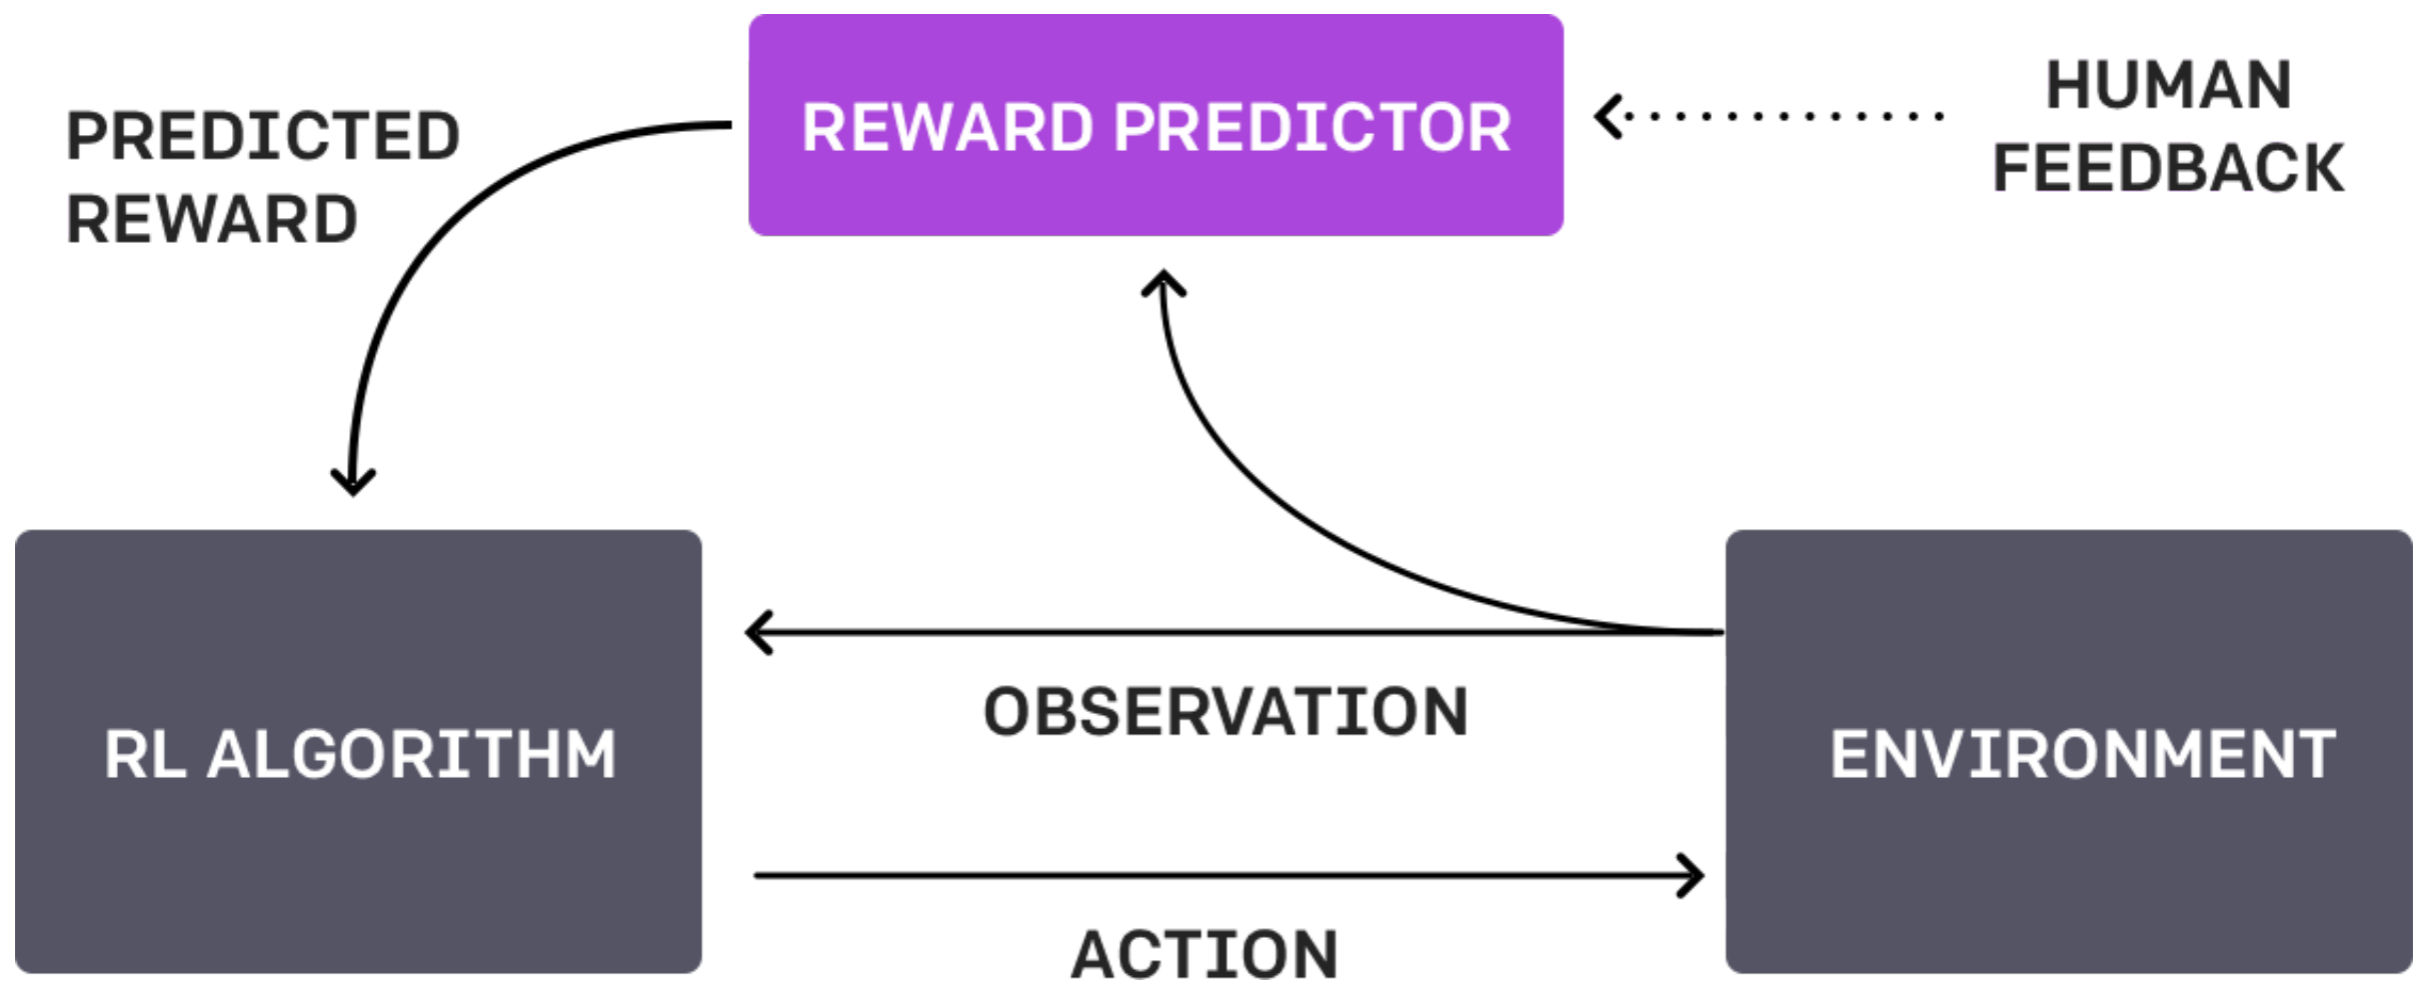 PREDICTED
REWARD
REWARD PREDICTOR
HUMAN
FEEDBACK
RL ALGORITHM
OBSERVATION
ACTION
ENVIRONMENT